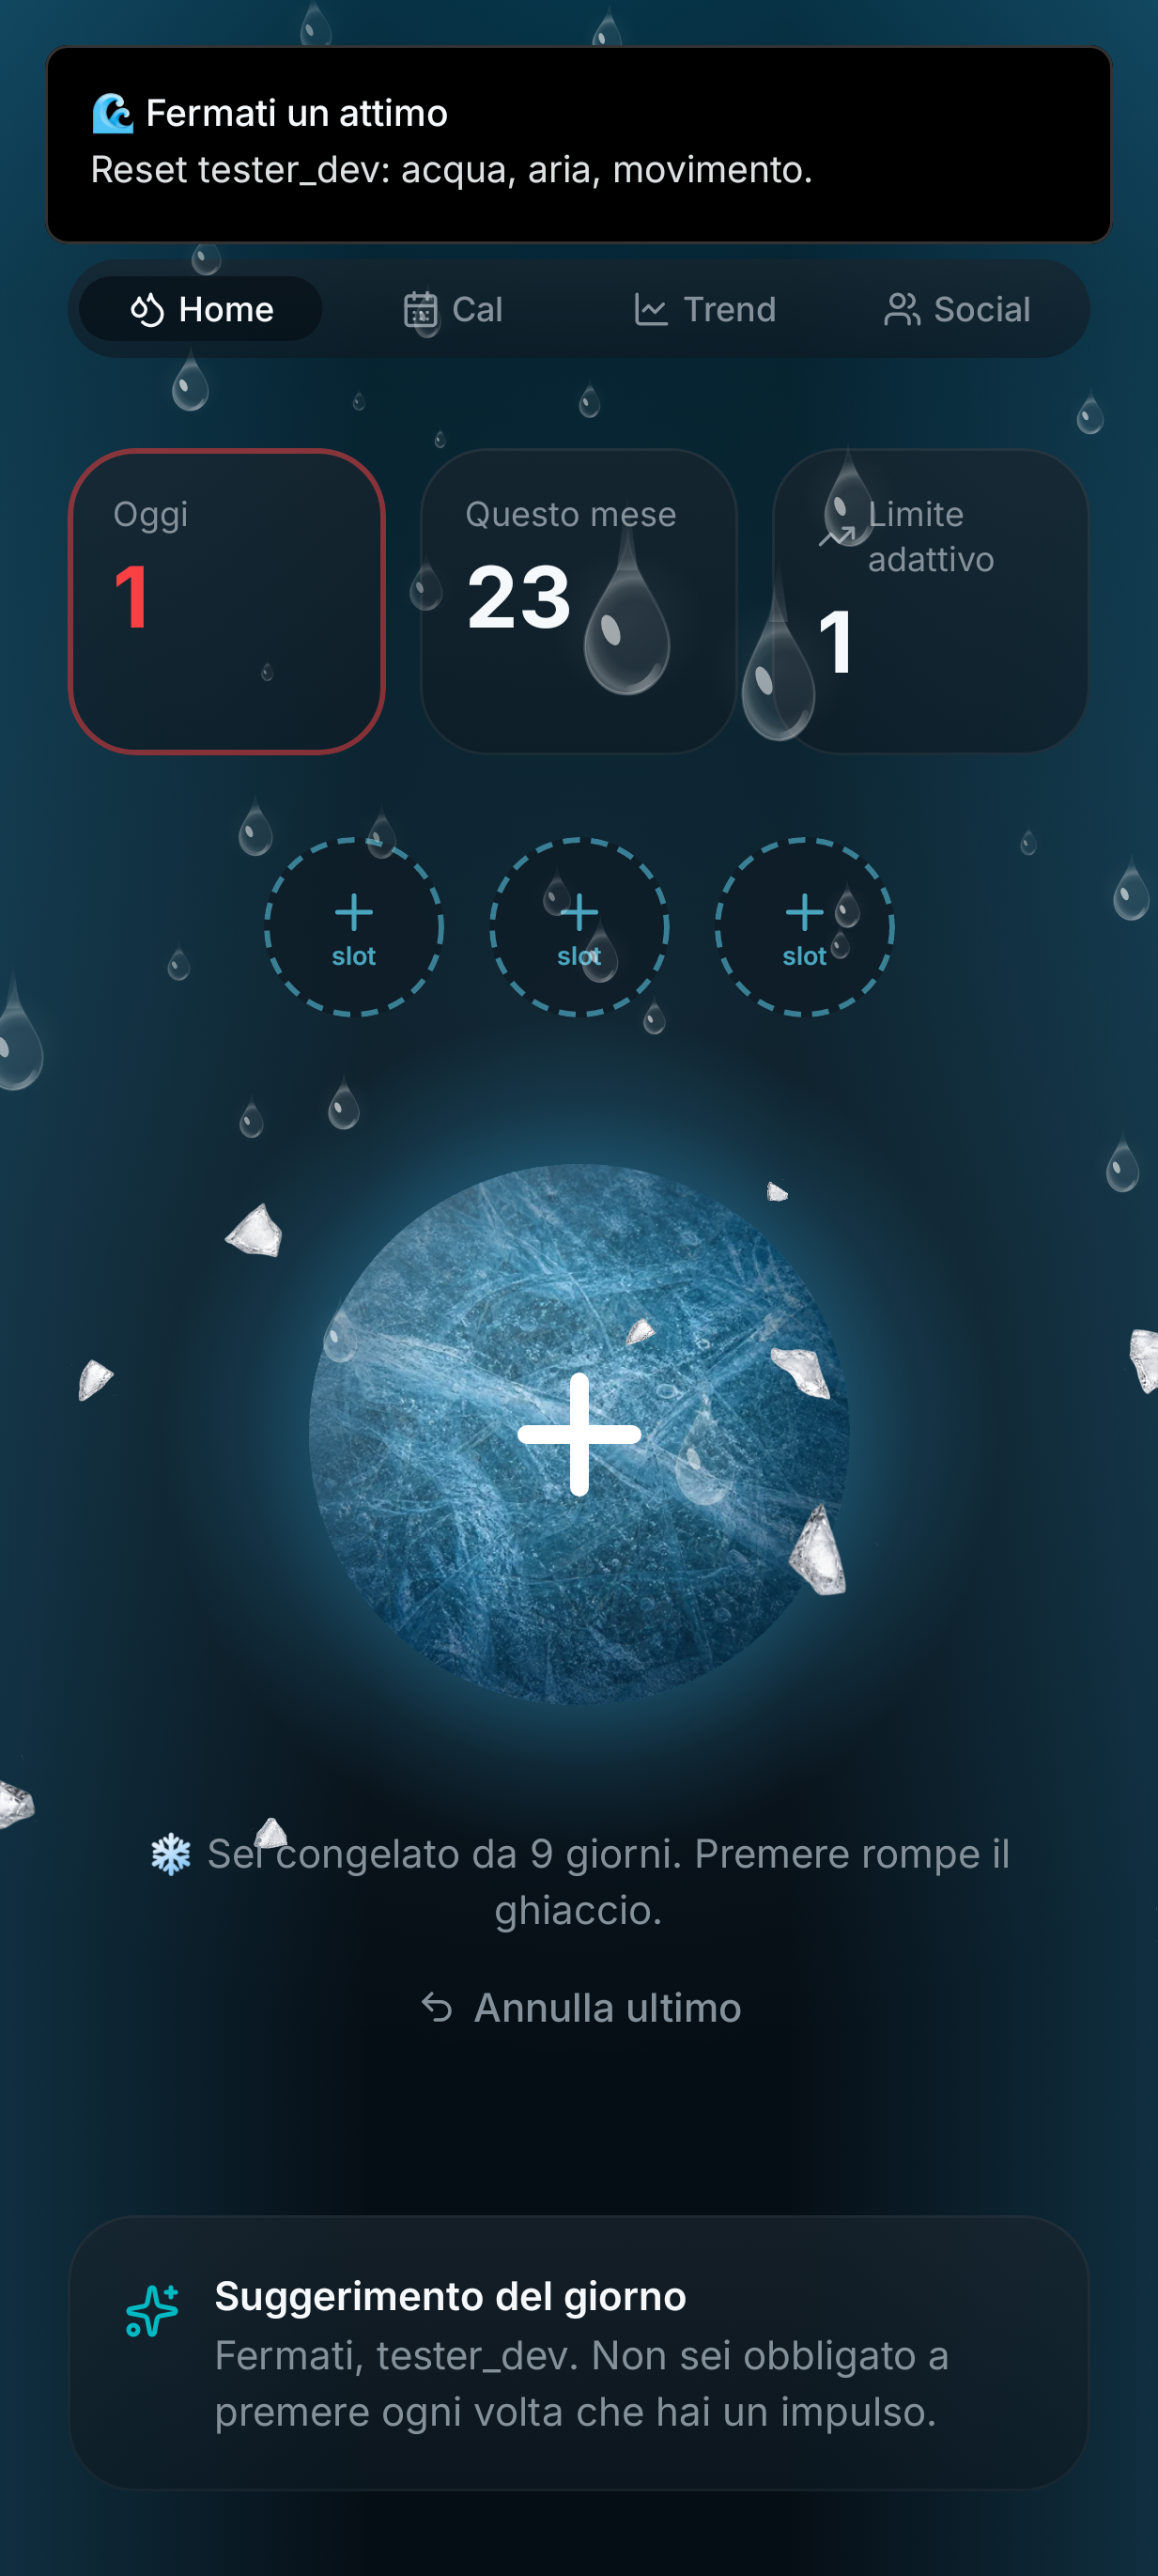 🌊 Fermati un attimo
Reset tester_dev: acqua, aria, movimento.
Home
Cal
Trend
Social
Oggi
1
Questo mese
23
Limite
adattivo
1
slot
slot
slot
❄️ Sei congelato da 9 giorni. Premere rompe il
ghiaccio.
Annulla ultimo
Suggerimento del giorno
Fermati, tester_dev. Non sei obbligato a
premere ogni volta che hai un impulso.